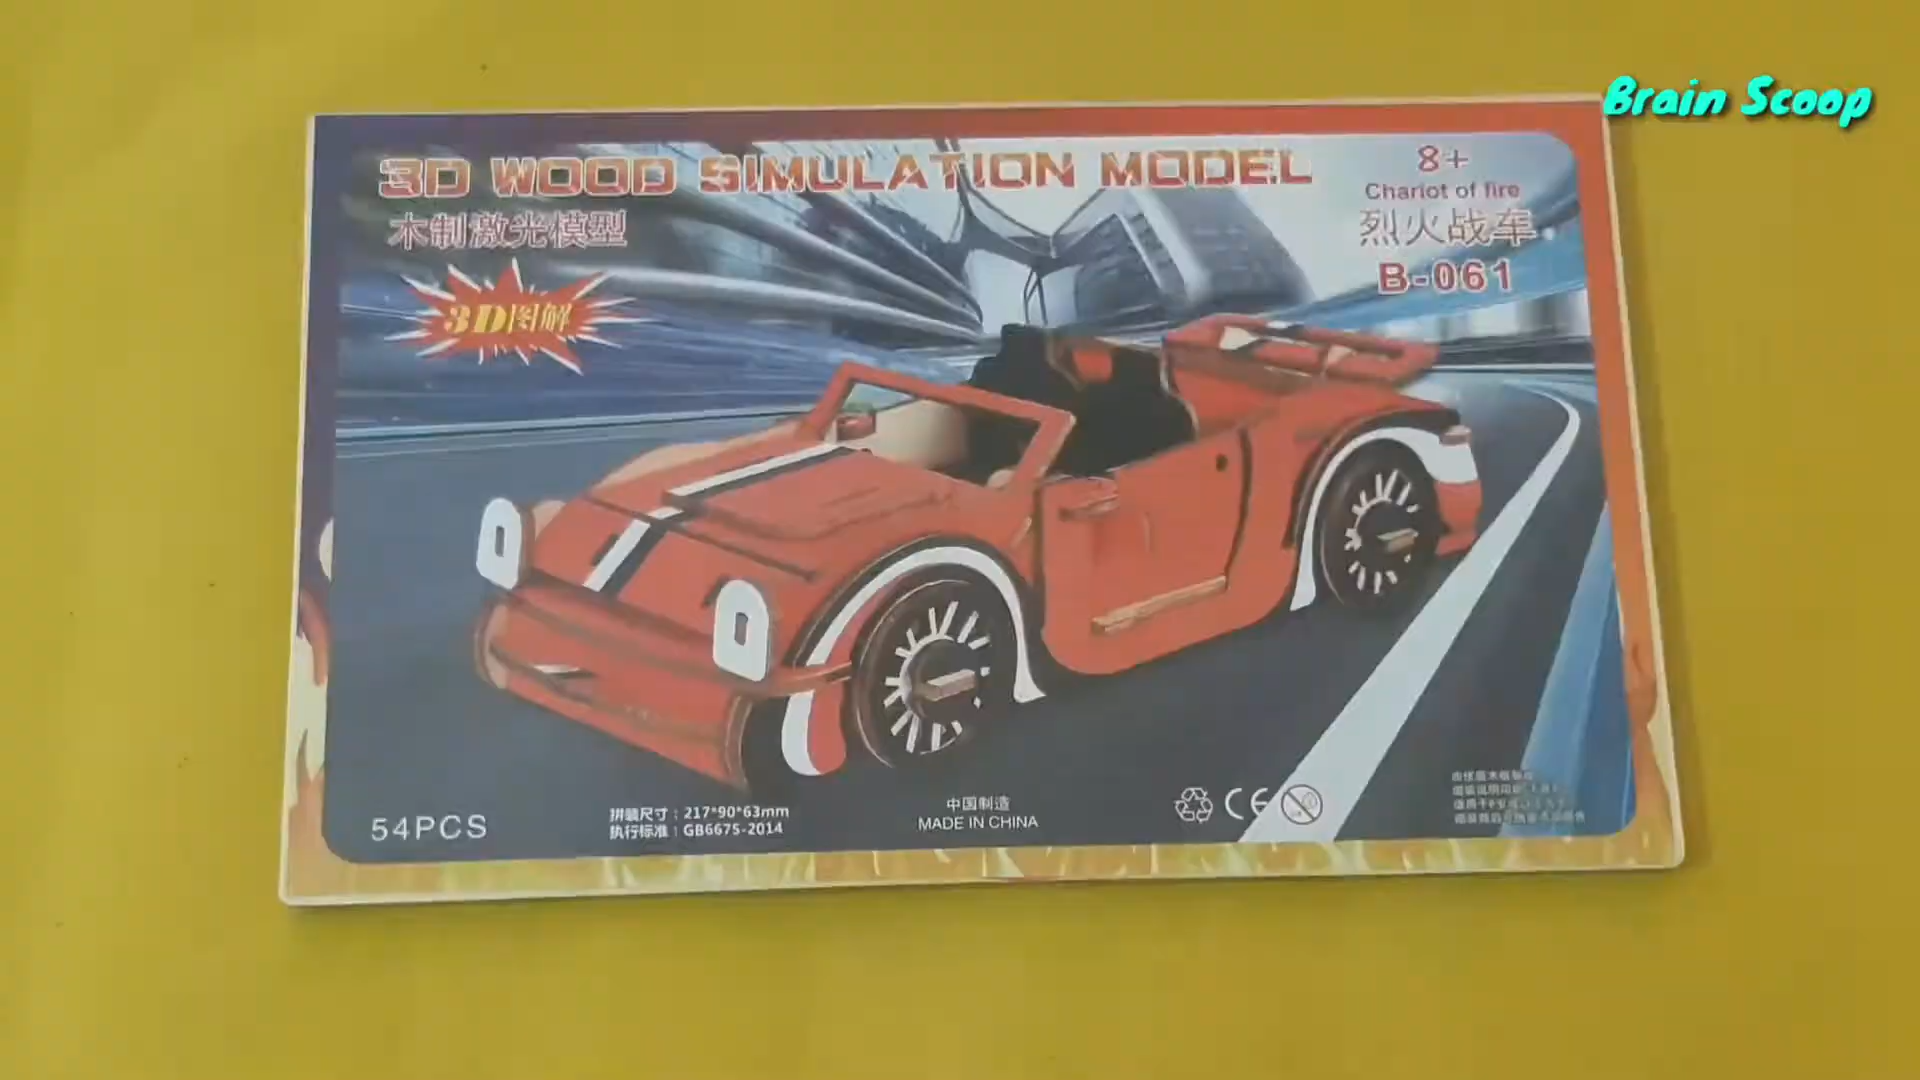 Brain Scoop
3D WOOD SIMULATION MODEL
木制激光模型
3D图解
8+
Chariot of fire
烈火战车
B-061
54PCS
拼装尺寸：217*90*63mm
执行标准：GB6675-2014
中国制造
MADE IN CHINA
CE